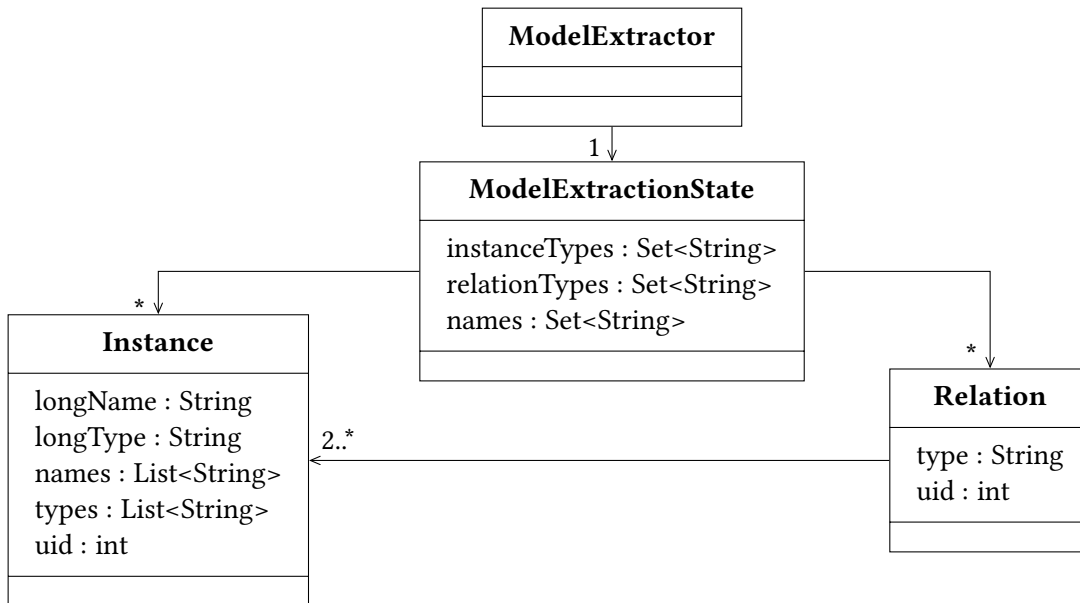 ModelExtractor
1
ModelExtractionState
instanceTypes : Set<String>
relationTypes : Set<String>
names : Set<String>
*
*
Instance
longName : String
longType : String
names : List<String>
types : List<String>
uid : int
2..*
Relation
type : String
uid : int